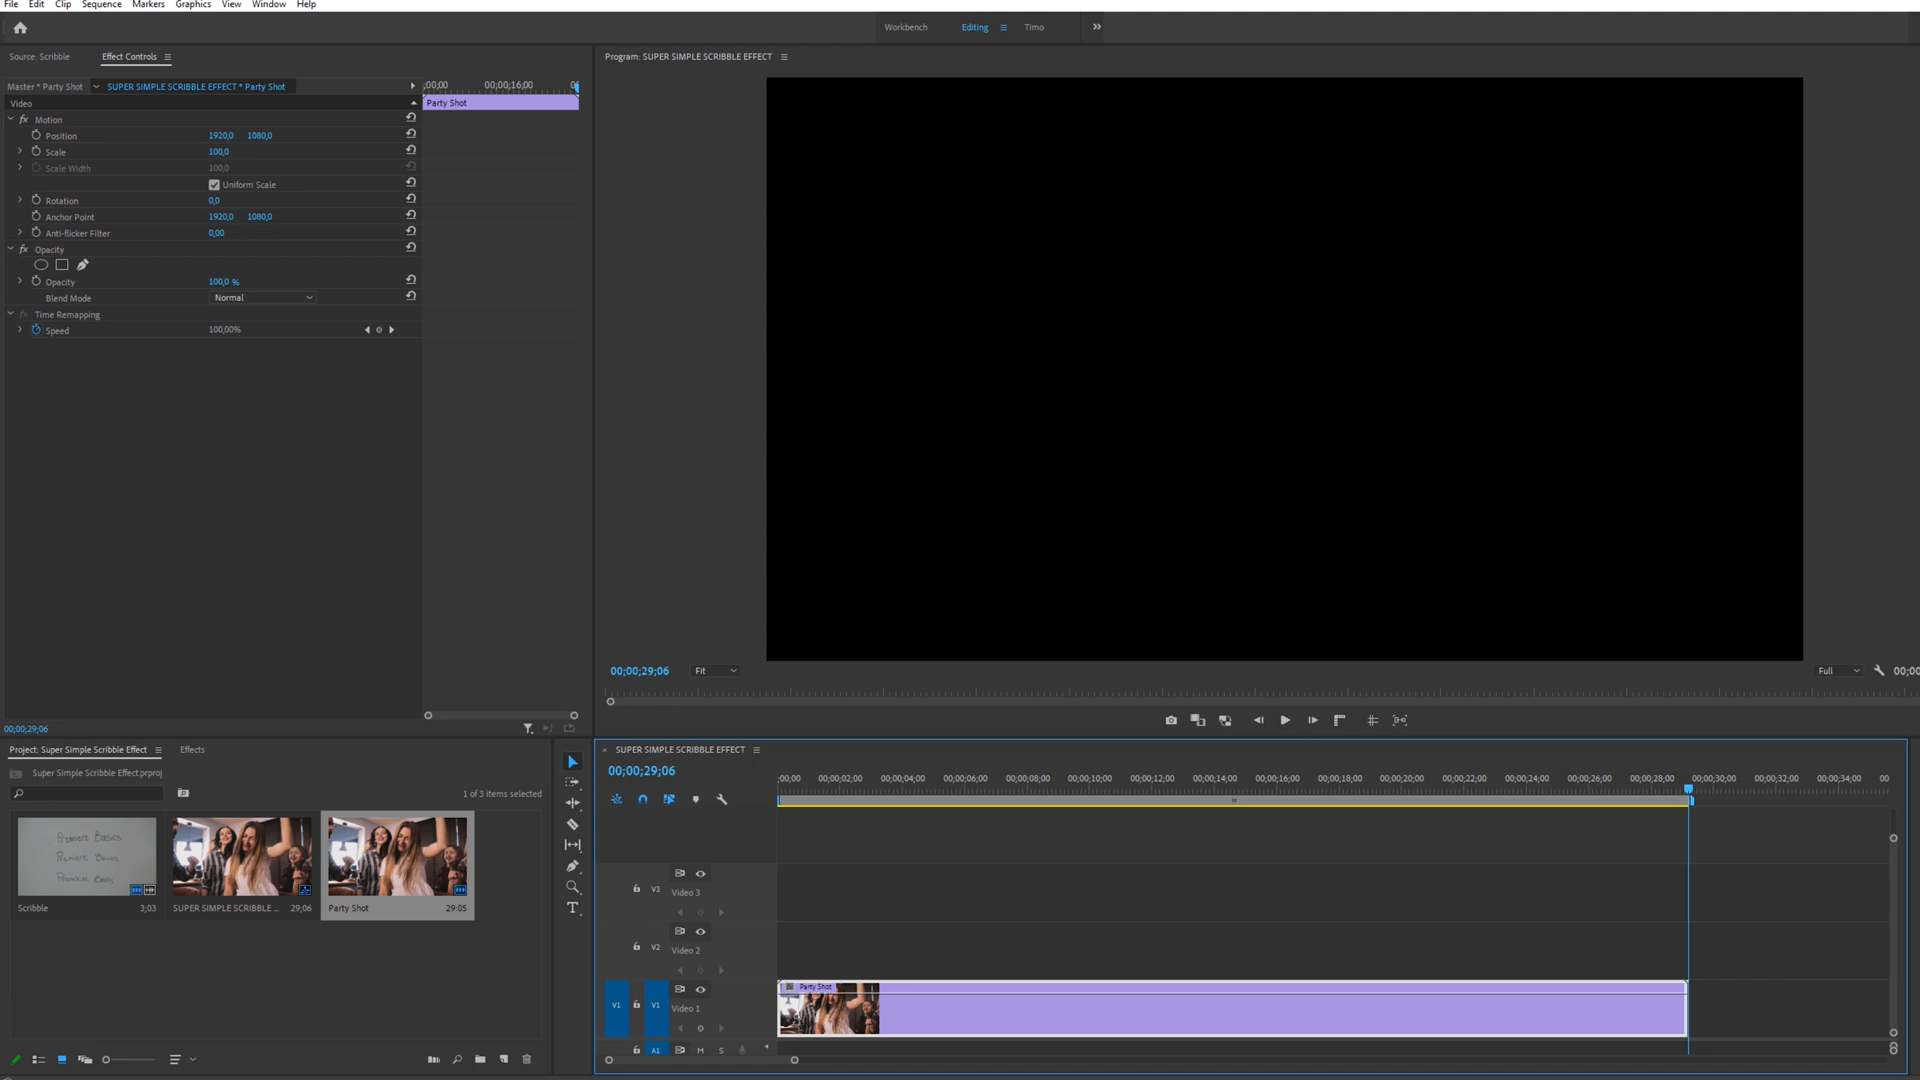 File Edit Clip Sequence Markers Graphics View Window Help
Workbench Editing Timo
Source: Scribble Effect Controls
Program: SUPER SIMPLE SCRIBBLE EFFECT
Master * Party Shot SUPER SIMPLE SCRIBBLE EFFECT * Party Shot
;00;00 00;00;16;00
Video
Party Shot
fx Motion
Position 1920,0 1080,0
Scale 100,0
Scale Width 100,0
Uniform Scale
Rotation 0,0
Anchor Point 1920,0 1080,0
Anti-flicker Filter 0,00
fx Opacity
Opacity 100,0 %
Blend Mode Normal
fx Time Remapping
Speed 100,00%
00;00;29;06 Fit Full 00;00
00;00;29;06
Project: Super Simple Scribble Effect Effects
Super Simple Scribble Effect.prproj
1 of 3 items selected
Premiere Basics
Premiere Basics
Premiere Basics
Scribble 3;03
SUPER SIMPLE SCRIBBLE ... 29;06
Party Shot 29:05
T
SUPER SIMPLE SCRIBBLE EFFECT
00;00;29;06
;00;00 00;00;02;00 00;00;04;00 00;00;06;00 00;00;08;00 00;00;10;00 00;00;12;00 00;00;14;00 00;00;16;00 00;00;18;00 00;00;20;00 00;00;22;00 00;00;24;00 00;00;26;00 00;00;28;00 00;00;30;00 00;00;32;00 00;00;34;00 00
V3 Video 3
V2 Video 2
V1 V1 Video 1
Party Shot
A1 M S